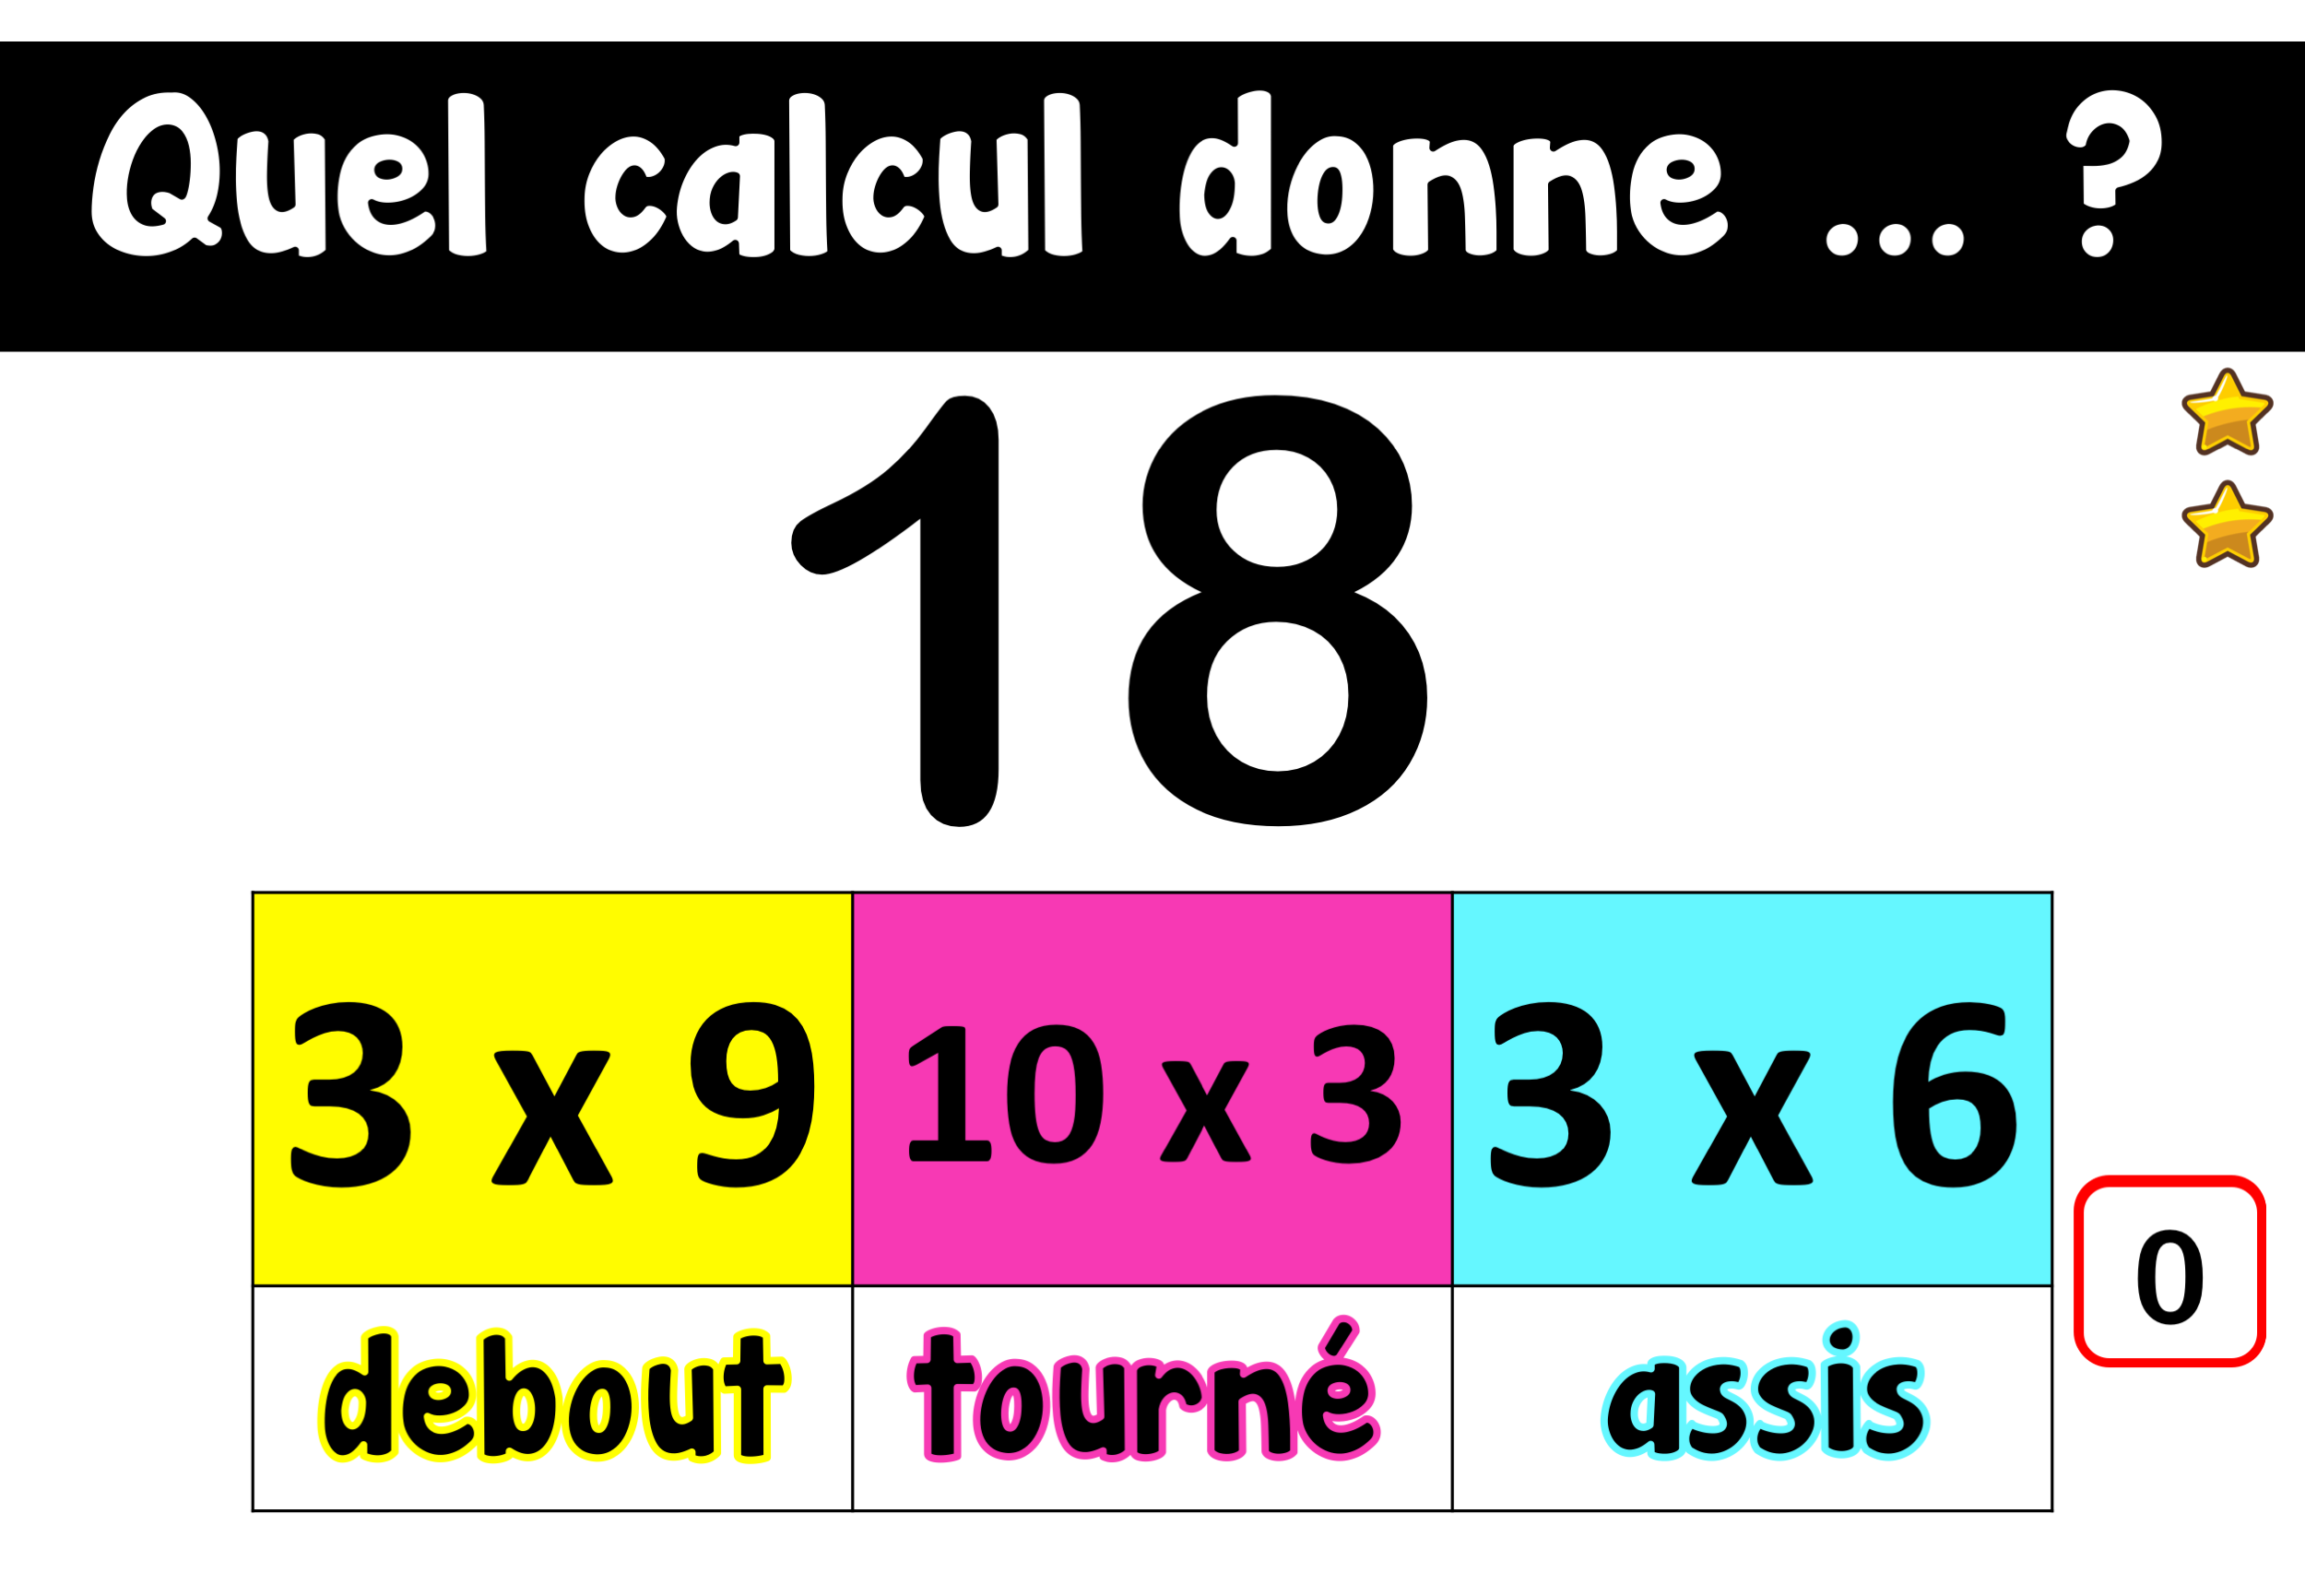 Quel calcul donne ... ?
18
3 x 9 10 x 3 3 x 6
0
debout tourné assis